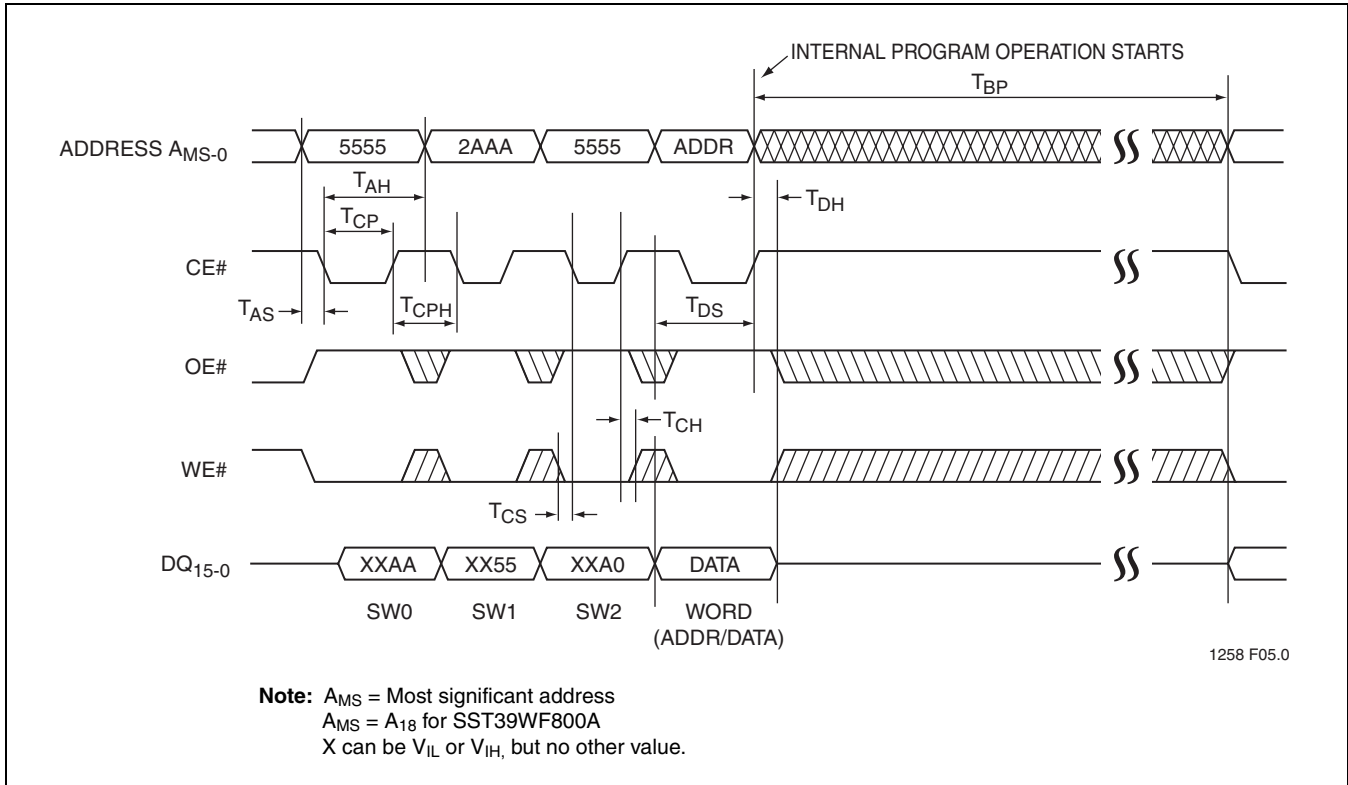 INTERNAL PROGRAM OPERATION STARTS
TBP
ADDRESS AMS-0 5555 2AAA 5555 ADDR
TAH
TDH
TCP
CE#
TAS TCPH TDS
OE#
TCH
WE#
TCS
DQ15-0 XXAA XX55 XXA0 DATA
SW0 SW1 SW2 WORD
(ADDR/DATA)
1258 F05.0
Note: AMS = Most significant address
AMS = A18 for SST39WF800A
X can be VIL or VIH, but no other value.